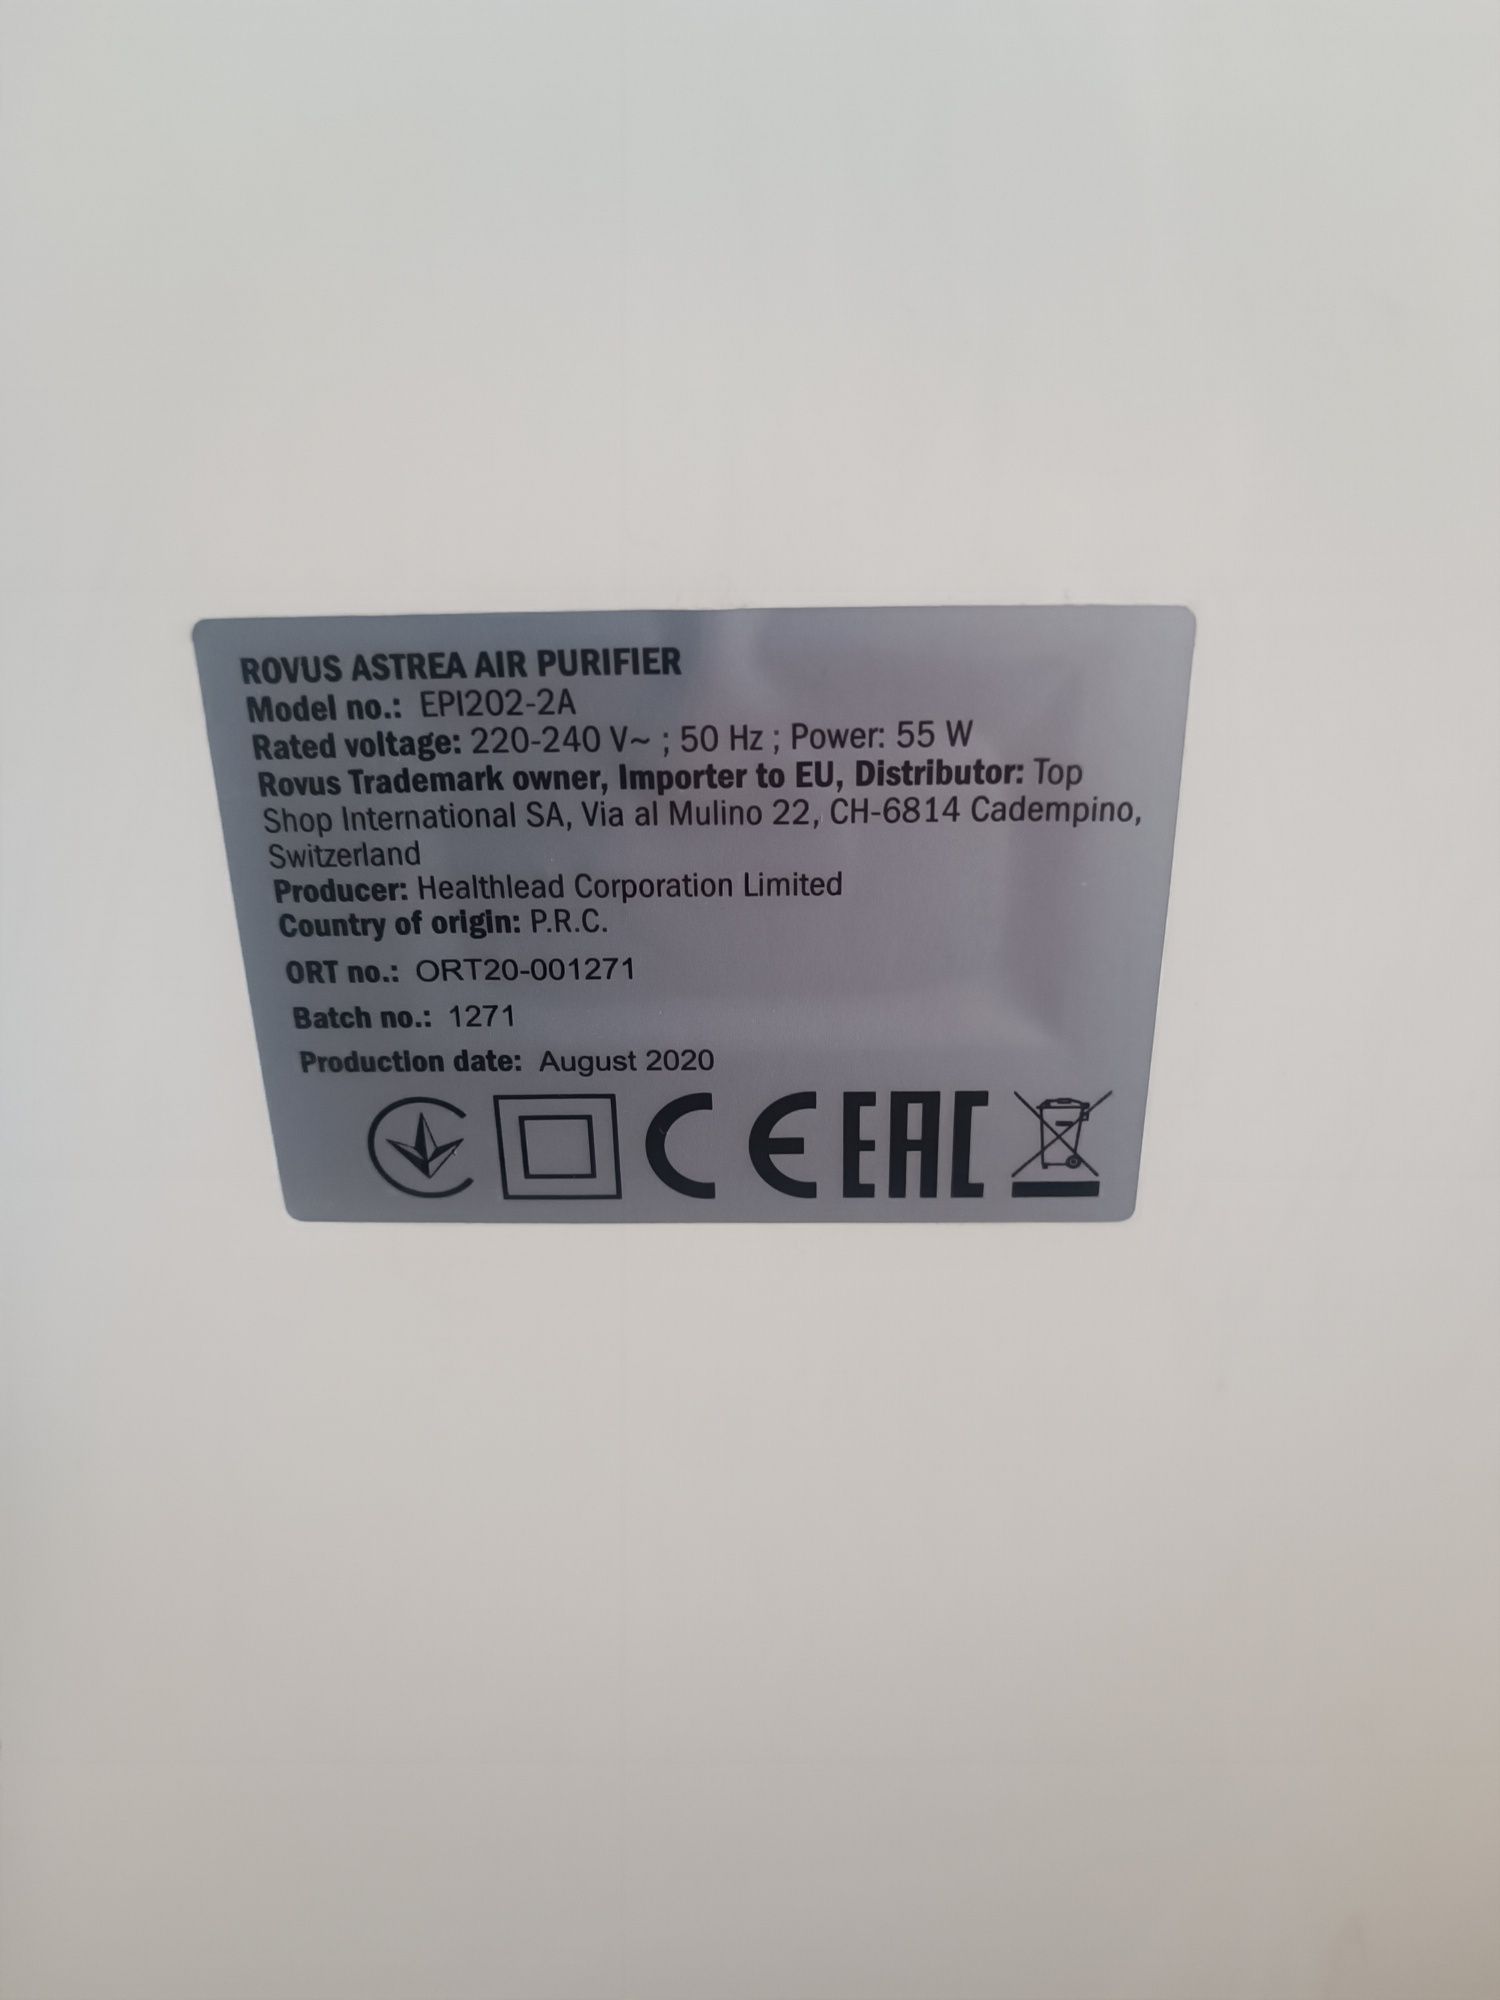 ROVUS ASTREA AIR PURIFIER
Model no.: EPI202-2A
Rated voltage: 220-240 V~ ; 50 Hz ; Power: 55 W
Rovus Trademark owner, Importer to EU, Distributor: Top
Shop International SA, Via al Mulino 22, CH-6814 Cadempino,
Switzerland
Producer: Healthlead Corporation Limited
Country of origin: P.R.C.
ORT no.: ORT20-001271
Batch no.: 1271
Production date: August 2020
CE EAC